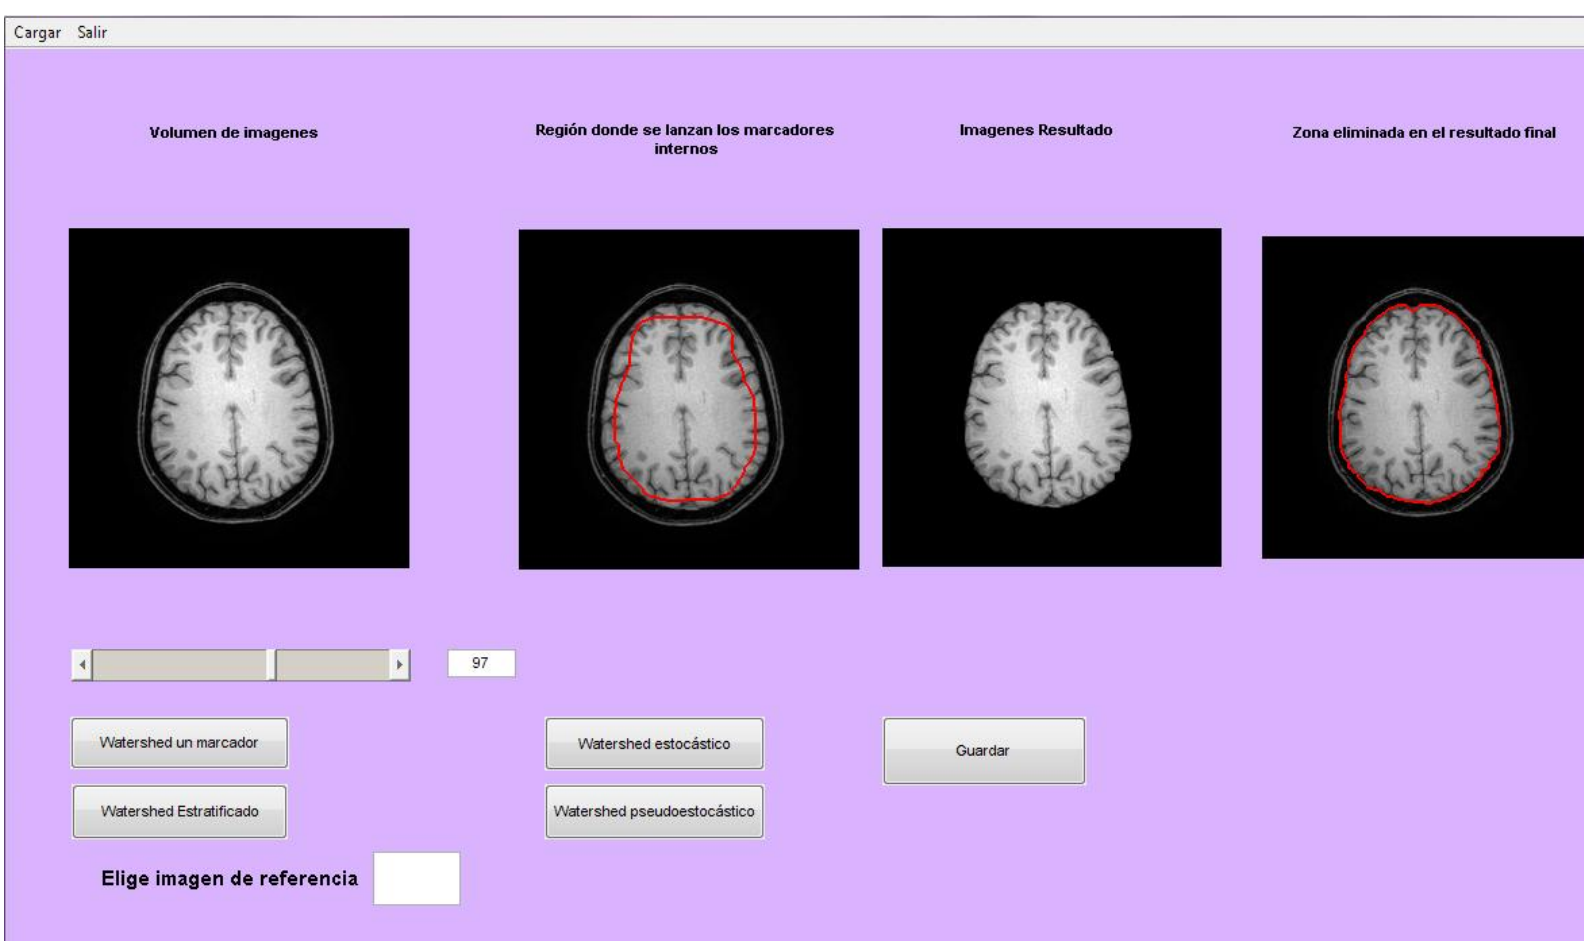 Cargar Salir
Volumen de imagenes
Región donde se lanzan los marcadores
internos
Imagenes Resultado
Zona eliminada en el resultado final
97
Watershed un marcador
Watershed estocástico
Guardar
Watershed Estratificado
Watershed pseudoestocástico
Elige imagen de referencia